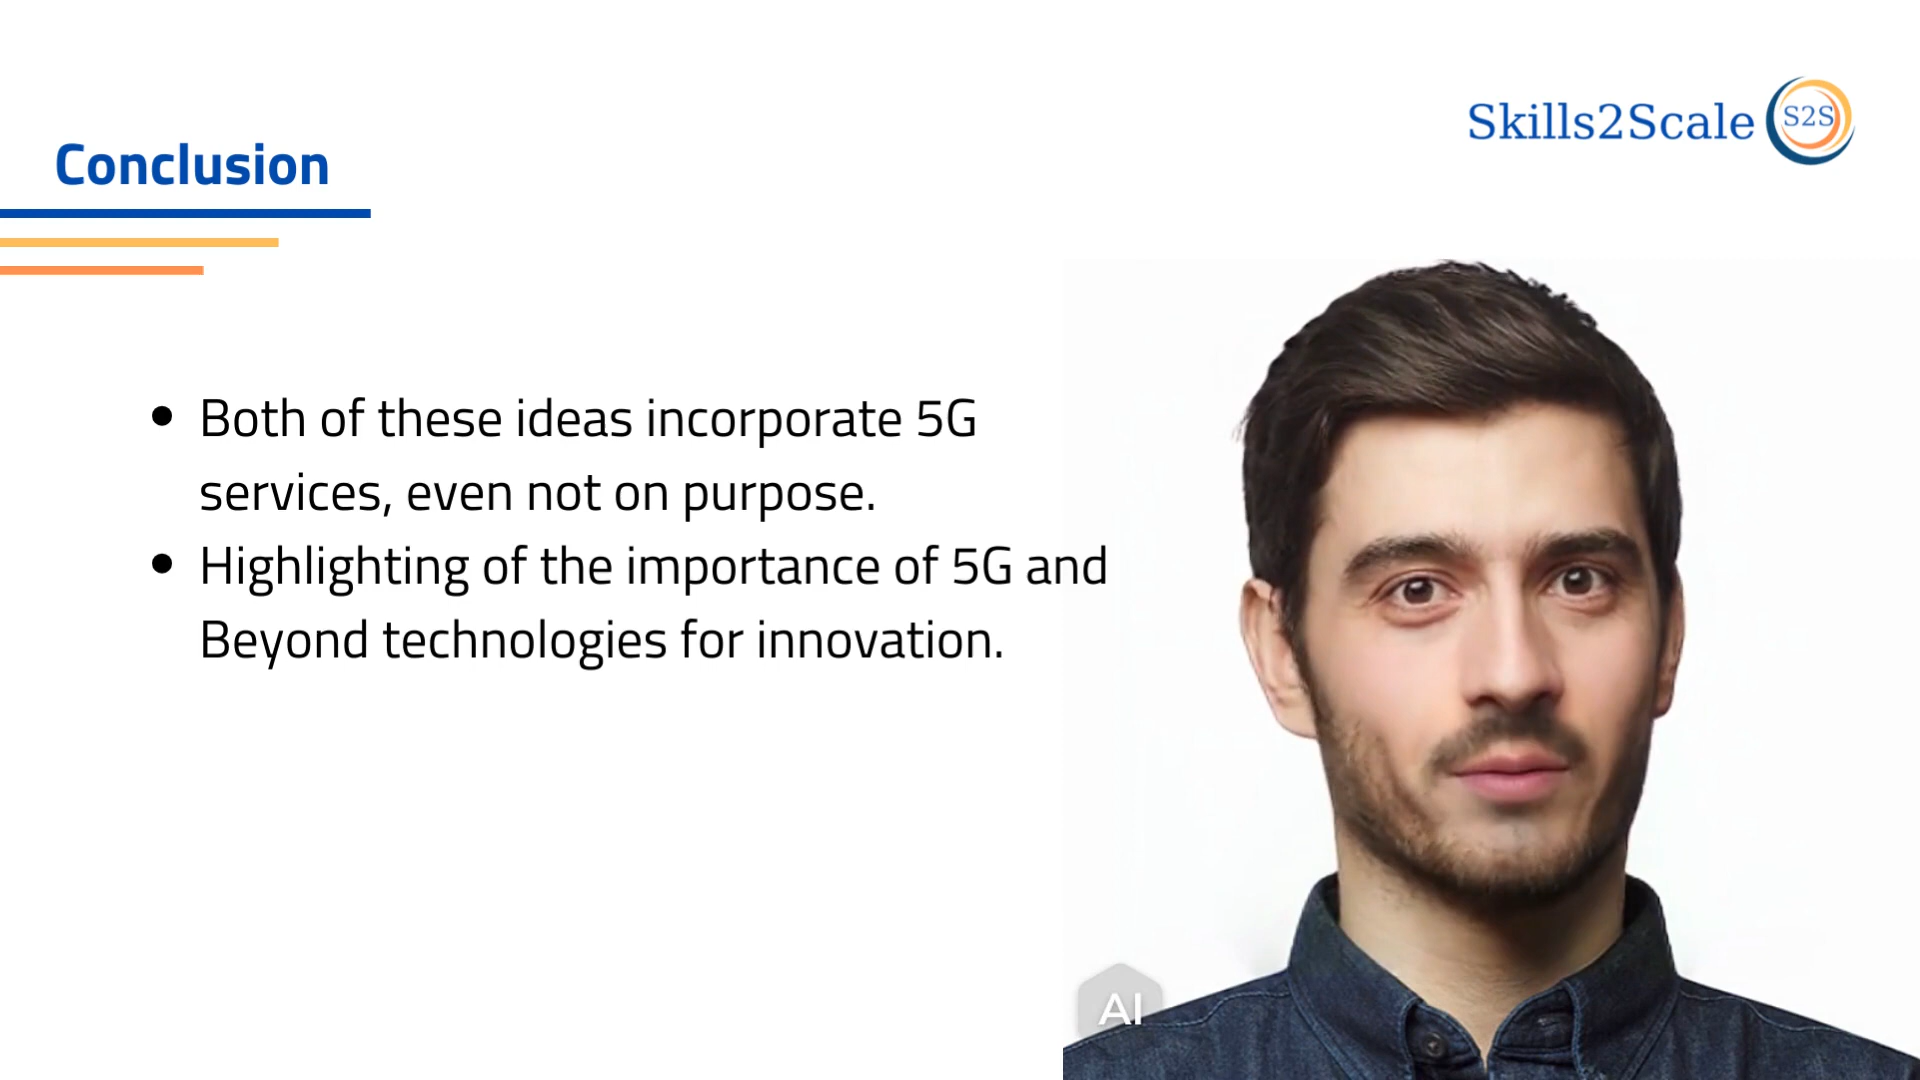 Skills2Scale
S2S
Conclusion
• Both of these ideas incorporate 5G
services, even not on purpose.
• Highlighting of the importance of 5G and
Beyond technologies for innovation.
AI